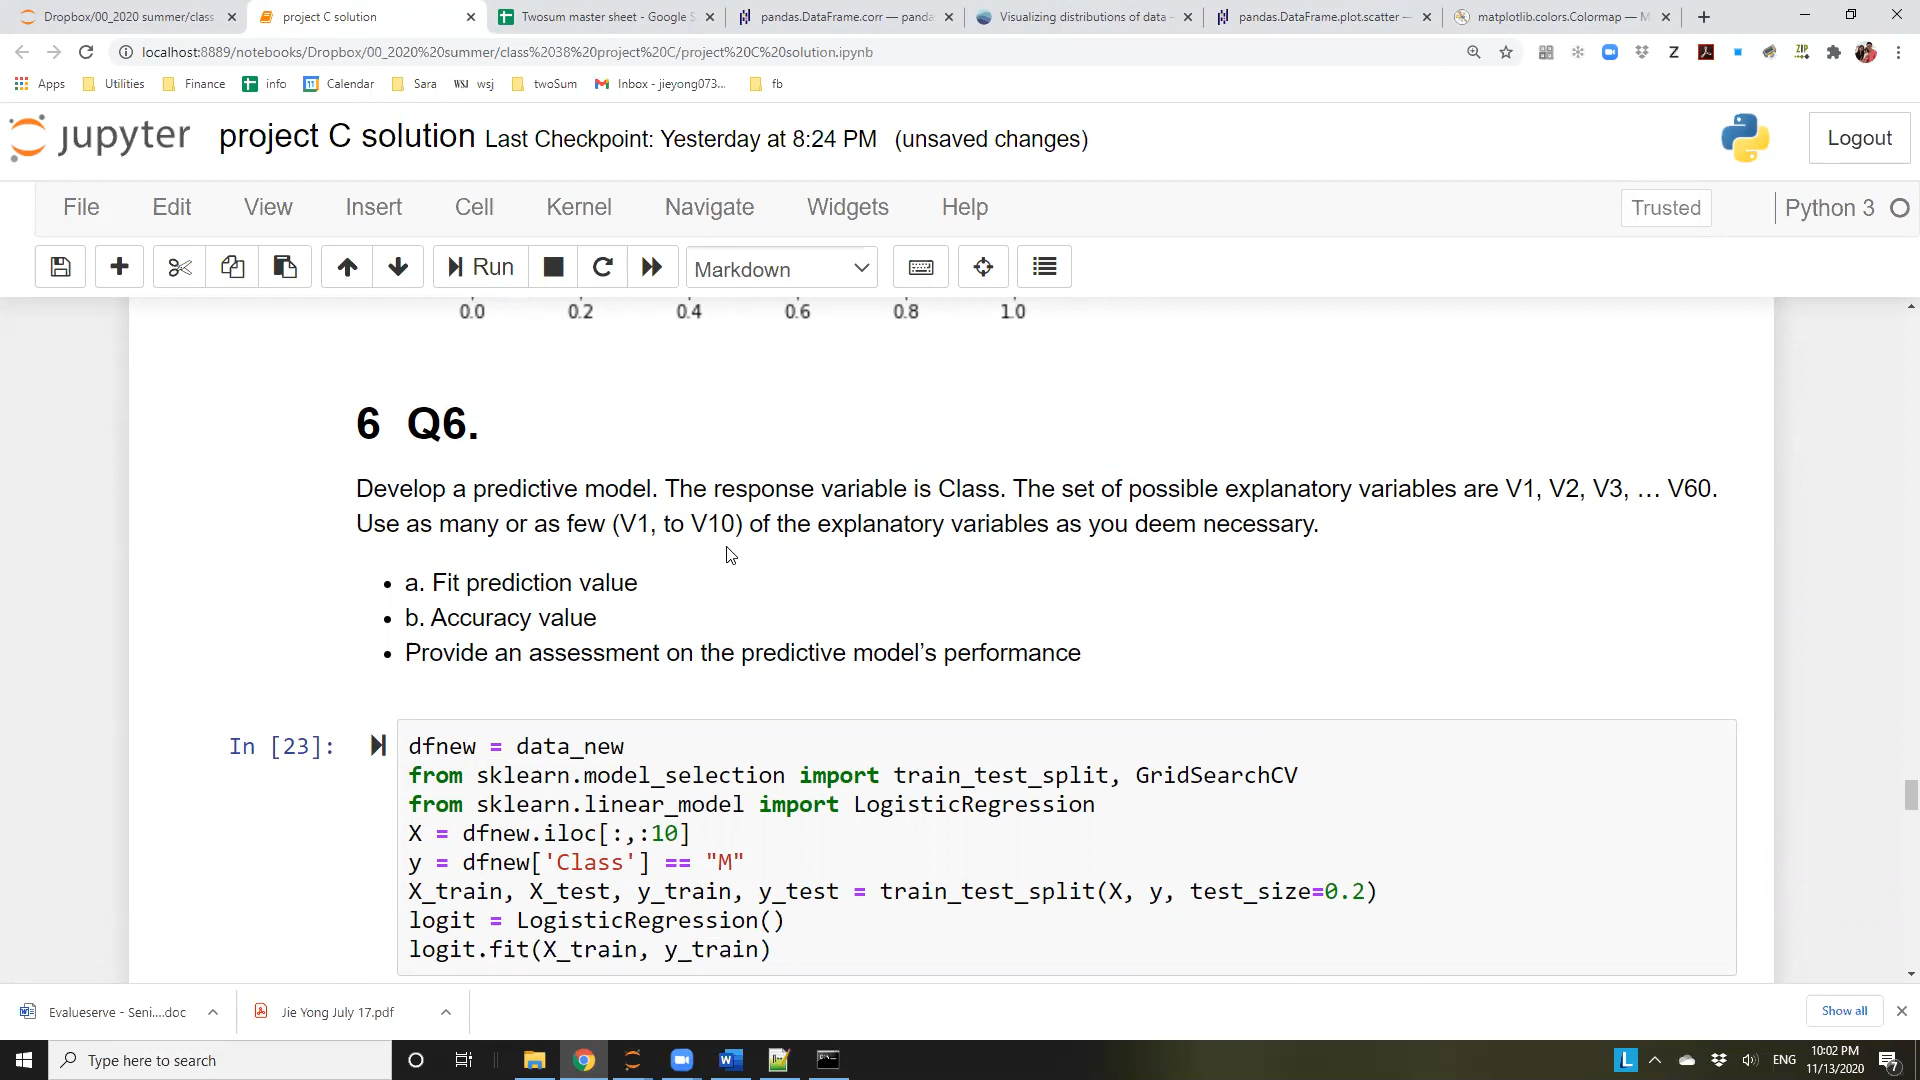 Dropbox/00_2020 summer/class
project C solution
Twosum master sheet - Google S
pandas.DataFrame.corr — panda
Visualizing distributions of data —
pandas.DataFrame.plot.scatter —
matplotlib.colors.Colormap — M
localhost:8889/notebooks/Dropbox/00_2020%20summer/class%2038%20project%20C/project%20C%20solution.ipynb
Apps Utilities Finance info Calendar Sara WSJ wsj twoSum Inbox - jieyong073... fb
jupyter project C solution Last Checkpoint: Yesterday at 8:24 PM (unsaved changes) Logout
File Edit View Insert Cell Kernel Navigate Widgets Help Trusted Python 3
Run Markdown
0.0 0.2 0.4 0.6 0.8 1.0
6 Q6.
Develop a predictive model. The response variable is Class. The set of possible explanatory variables are V1, V2, V3, … V60.
Use as many or as few (V1, to V10) of the explanatory variables as you deem necessary.
• a. Fit prediction value
• b. Accuracy value
• Provide an assessment on the predictive model’s performance
In [23]: dfnew = data_new
from sklearn.model_selection import train_test_split, GridSearchCV
from sklearn.linear_model import LogisticRegression
X = dfnew.iloc[:,:10]
y = dfnew['Class'] == "M"
X_train, X_test, y_train, y_test = train_test_split(X, y, test_size=0.2)
logit = LogisticRegression()
logit.fit(X_train, y_train)
Evalueserve - Seni....doc Jie Yong July 17.pdf Show all
Type here to search
ENG
10:02 PM
11/13/2020